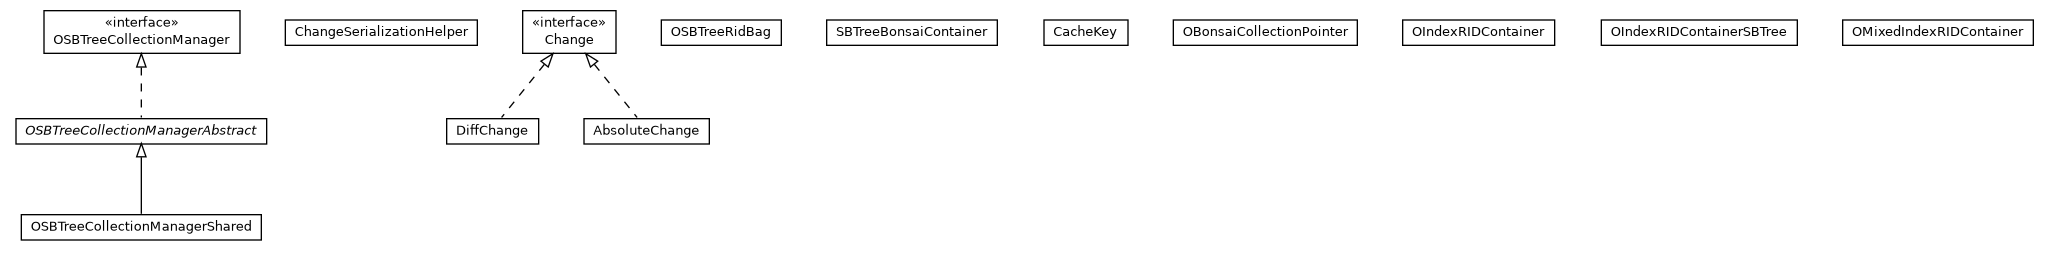 «interface»
OSBTreeCollectionManager
ChangeSerializationHelper
«interface»
Change
OSBTreeRidBag
SBTreeBonsaiContainer
CacheKey
OBonsaiCollectionPointer
OIndexRIDContainer
OIndexRIDContainerSBTree
OMixedIndexRIDContainer
OSBTreeCollectionManagerAbstract
DiffChange
AbsoluteChange
OSBTreeCollectionManagerShared